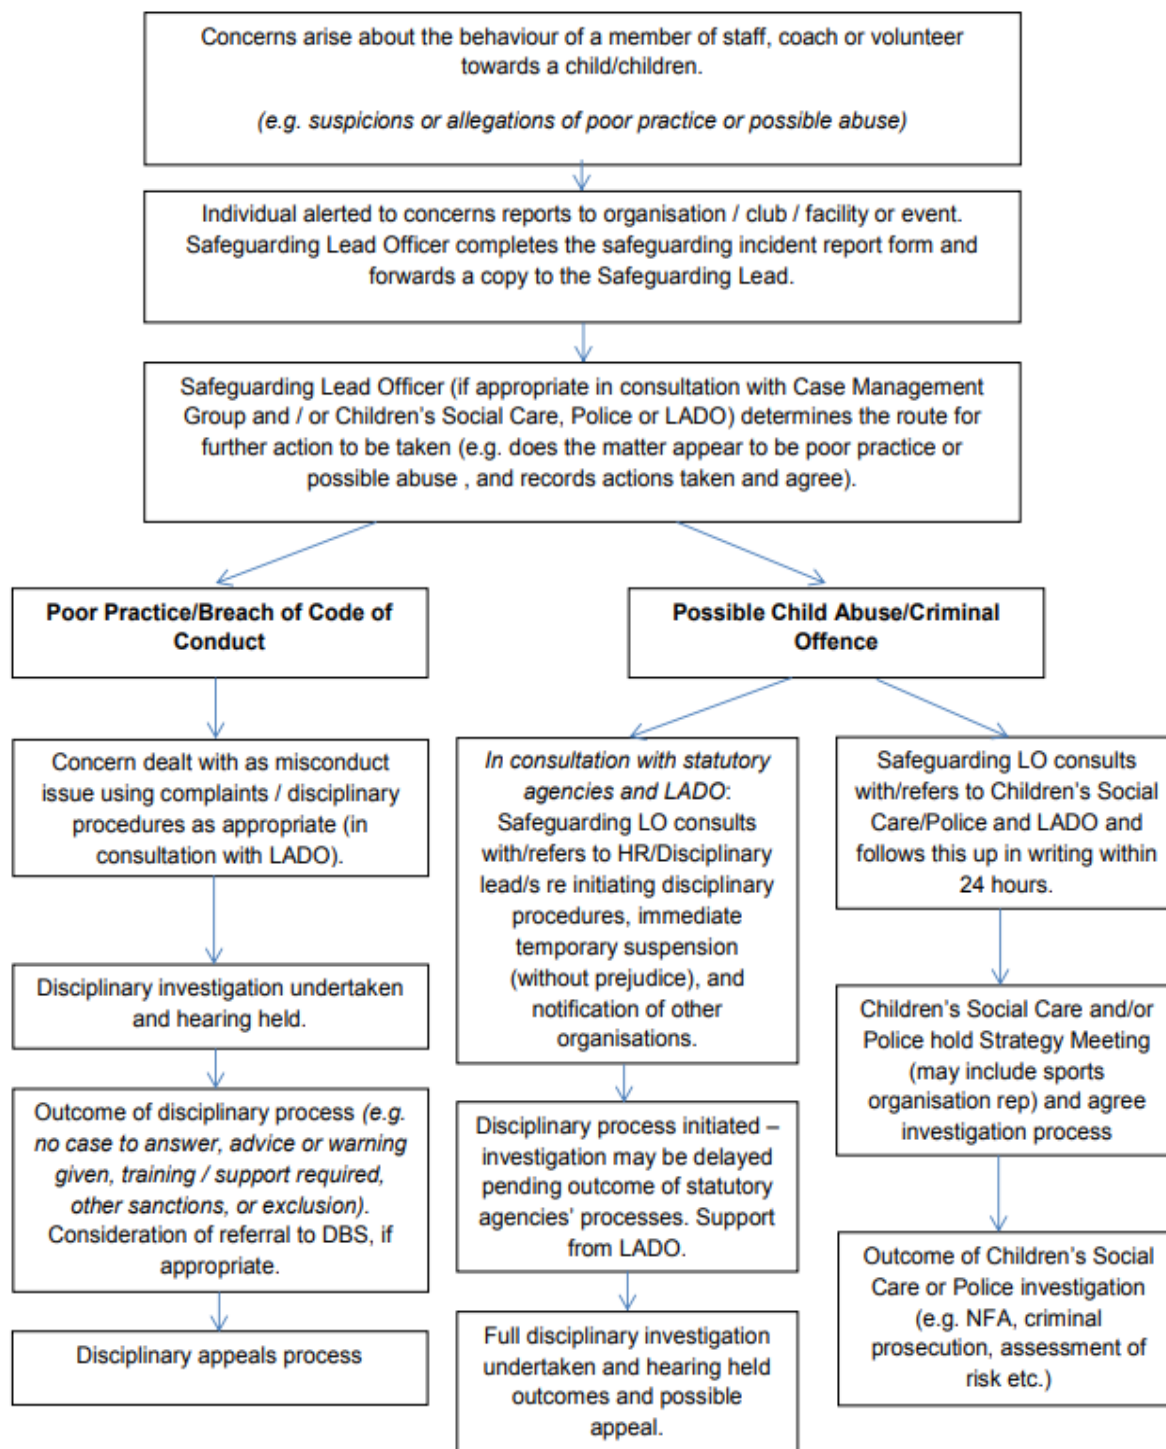 Concerns arise about the behaviour of a member of staff, coach or volunteer
towards a child/children.
(e.g. suspicions or allegations of poor practice or possible abuse)
Individual alerted to concerns reports to organisation / club / facility or event.
Safeguarding Lead Officer completes the safeguarding incident report form and
forwards a copy to the Safeguarding Lead.
Safeguarding Lead Officer (if appropriate in consultation with Case Management
Group and / or Children's Social Care, Police or LADO) determines the route for
further action to be taken (e.g. does the matter appear to be poor practice or
possible abuse , and records actions taken and agree).
Poor Practice/Breach of Code of
Conduct
Possible Child Abuse/Criminal
Offence
Concern dealt with as misconduct
issue using complaints / disciplinary
procedures as appropriate (in
consultation with LADO).
Disciplinary investigation undertaken
and hearing held.
Outcome of disciplinary process (e.g.
no case to answer, advice or warning
given, training / support required,
other sanctions, or exclusion).
Consideration of referral to DBS, if
appropriate.
Disciplinary appeals process
In consultation with statutory
agencies and LADO:
Safeguarding LO consults
with/refers to HR/Disciplinary
lead/s re initiating disciplinary
procedures, immediate
temporary suspension
(without prejudice), and
notification of other
organisations.
Disciplinary process initiated –
investigation may be delayed
pending outcome of statutory
agencies' processes. Support
from LADO.
Full disciplinary investigation
undertaken and hearing held
outcomes and possible
appeal.
Safeguarding LO consults
with/refers to Children's Social
Care/Police and LADO and
follows this up in writing within
24 hours.
Children's Social Care and/or
Police hold Strategy Meeting
(may include sports
organisation rep) and agree
investigation process
Outcome of Children's Social
Care or Police investigation
(e.g. NFA, criminal
prosecution, assessment of
risk etc.)